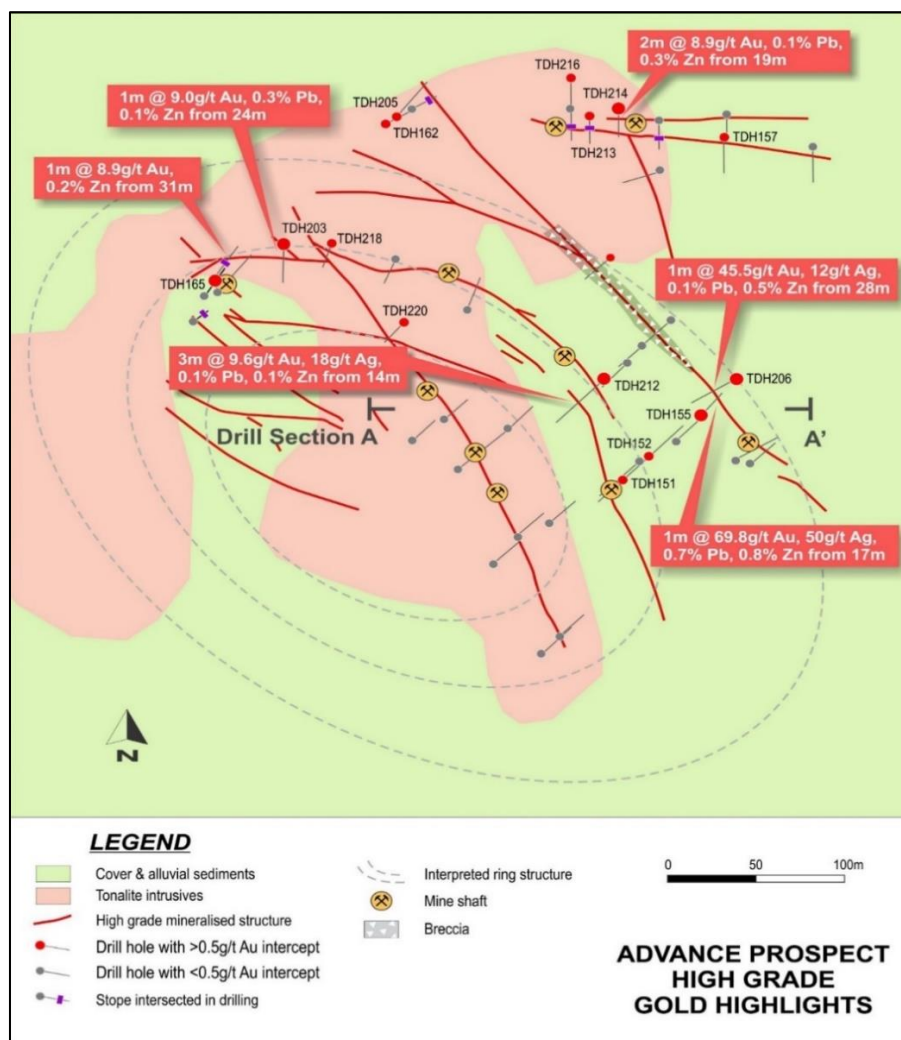 2m @ 8.9g/t Au, 0.1% Pb,
0.3% Zn from 19m
TDH216
TDH214
1m @ 9.0g/t Au, 0.3% Pb,
0.1% Zn from 24m
TDH205
TDH162
TDH213
TDH157
1m @ 8.9g/t Au,
0.2% Zn from 31m
TDH203
TDH218
TDH165
1m @ 45.5g/t Au, 12g/t Ag,
0.1% Pb, 0.5% Zn from 28m
TDH220
3m @ 9.6g/t Au, 18g/t Ag,
0.1% Pb, 0.1% Zn from 14m
TDH212
TDH206
TDH155
Drill Section A
A'
TDH152
TDH151
1m @ 69.8g/t Au, 50g/t Ag,
0.7% Pb, 0.8% Zn from 17m
N
LEGEND
Cover & alluvial sediments
Tonalite intrusives
High grade mineralised structure
Drill hole with >0.5g/t Au intercept
Drill hole with <0.5g/t Au intercept
Stope intersected in drilling
Interpreted ring structure
Mine shaft
Breccia
0 50 100m
ADVANCE PROSPECT
HIGH GRADE
GOLD HIGHLIGHTS